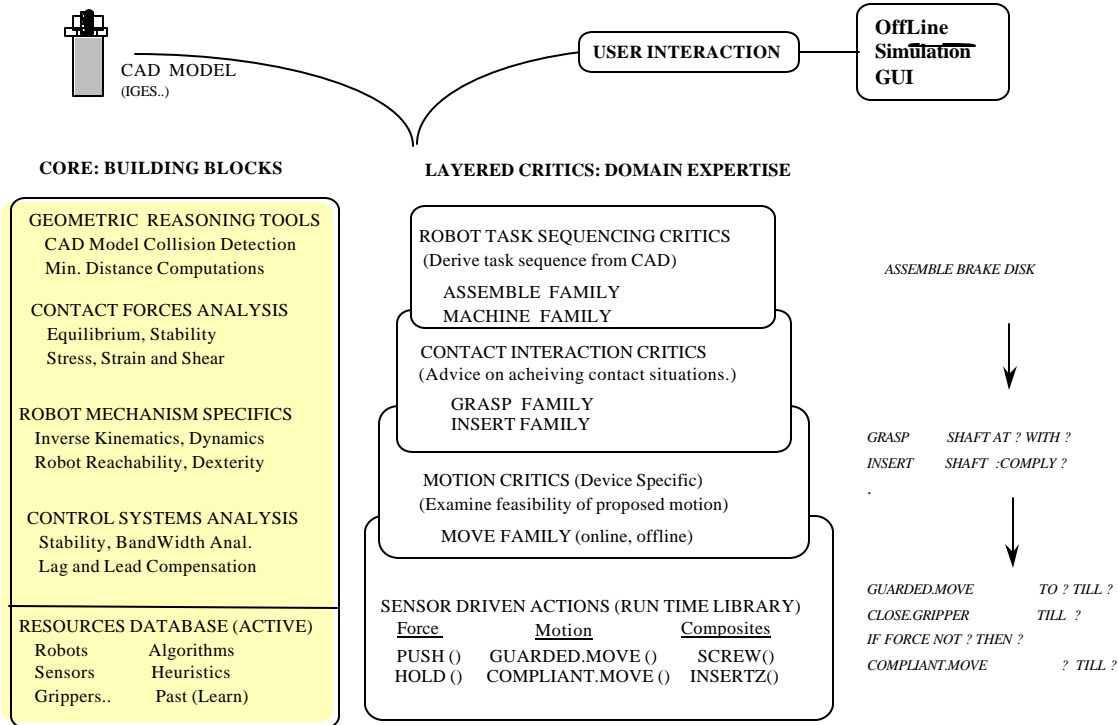 CAD MODEL
(IGES..)
USER INTERACTION
OffLine
Simulation
GUI
CORE: BUILDING BLOCKS
GEOMETRIC REASONING TOOLS
CAD Model Collision Detection
Min. Distance Computations
CONTACT FORCES ANALYSIS
Equilibrium, Stability
Stress, Strain and Shear
ROBOT MECHANISM SPECIFICS
Inverse Kinematics, Dynamics
Robot Reachability, Dexterity
CONTROL SYSTEMS ANALYSIS
Stability, BandWidth Anal.
Lag and Lead Compensation
RESOURCES DATABASE (ACTIVE)
Robots Algorithms
Sensors Heuristics
Grippers.. Past (Learn)
LAYERED CRITICS: DOMAIN EXPERTISE
ROBOT TASK SEQUENCING CRITICS
(Derive task sequence from CAD)
ASSEMBLE FAMILY
MACHINE FAMILY
CONTACT INTERACTION CRITICS
(Advice on acheiving contact situations.)
GRASP FAMILY
INSERT FAMILY
MOTION CRITICS (Device Specific)
(Examine feasibility of proposed motion)
MOVE FAMILY (online, offline)
SENSOR DRIVEN ACTIONS (RUN TIME LIBRARY)
Force Motion Composites
PUSH () GUARDED.MOVE () SCREW()
HOLD () COMPLIANT.MOVE () INSERTZ()
ASSEMBLE BRAKE DISK
GRASP SHAFT AT ? WITH ?
INSERT SHAFT :COMPLY ?
.
GUARDED.MOVE TO ? TILL ?
CLOSE.GRIPPER TILL ?
IF FORCE NOT ? THEN ?
COMPLIANT.MOVE ? TILL ?